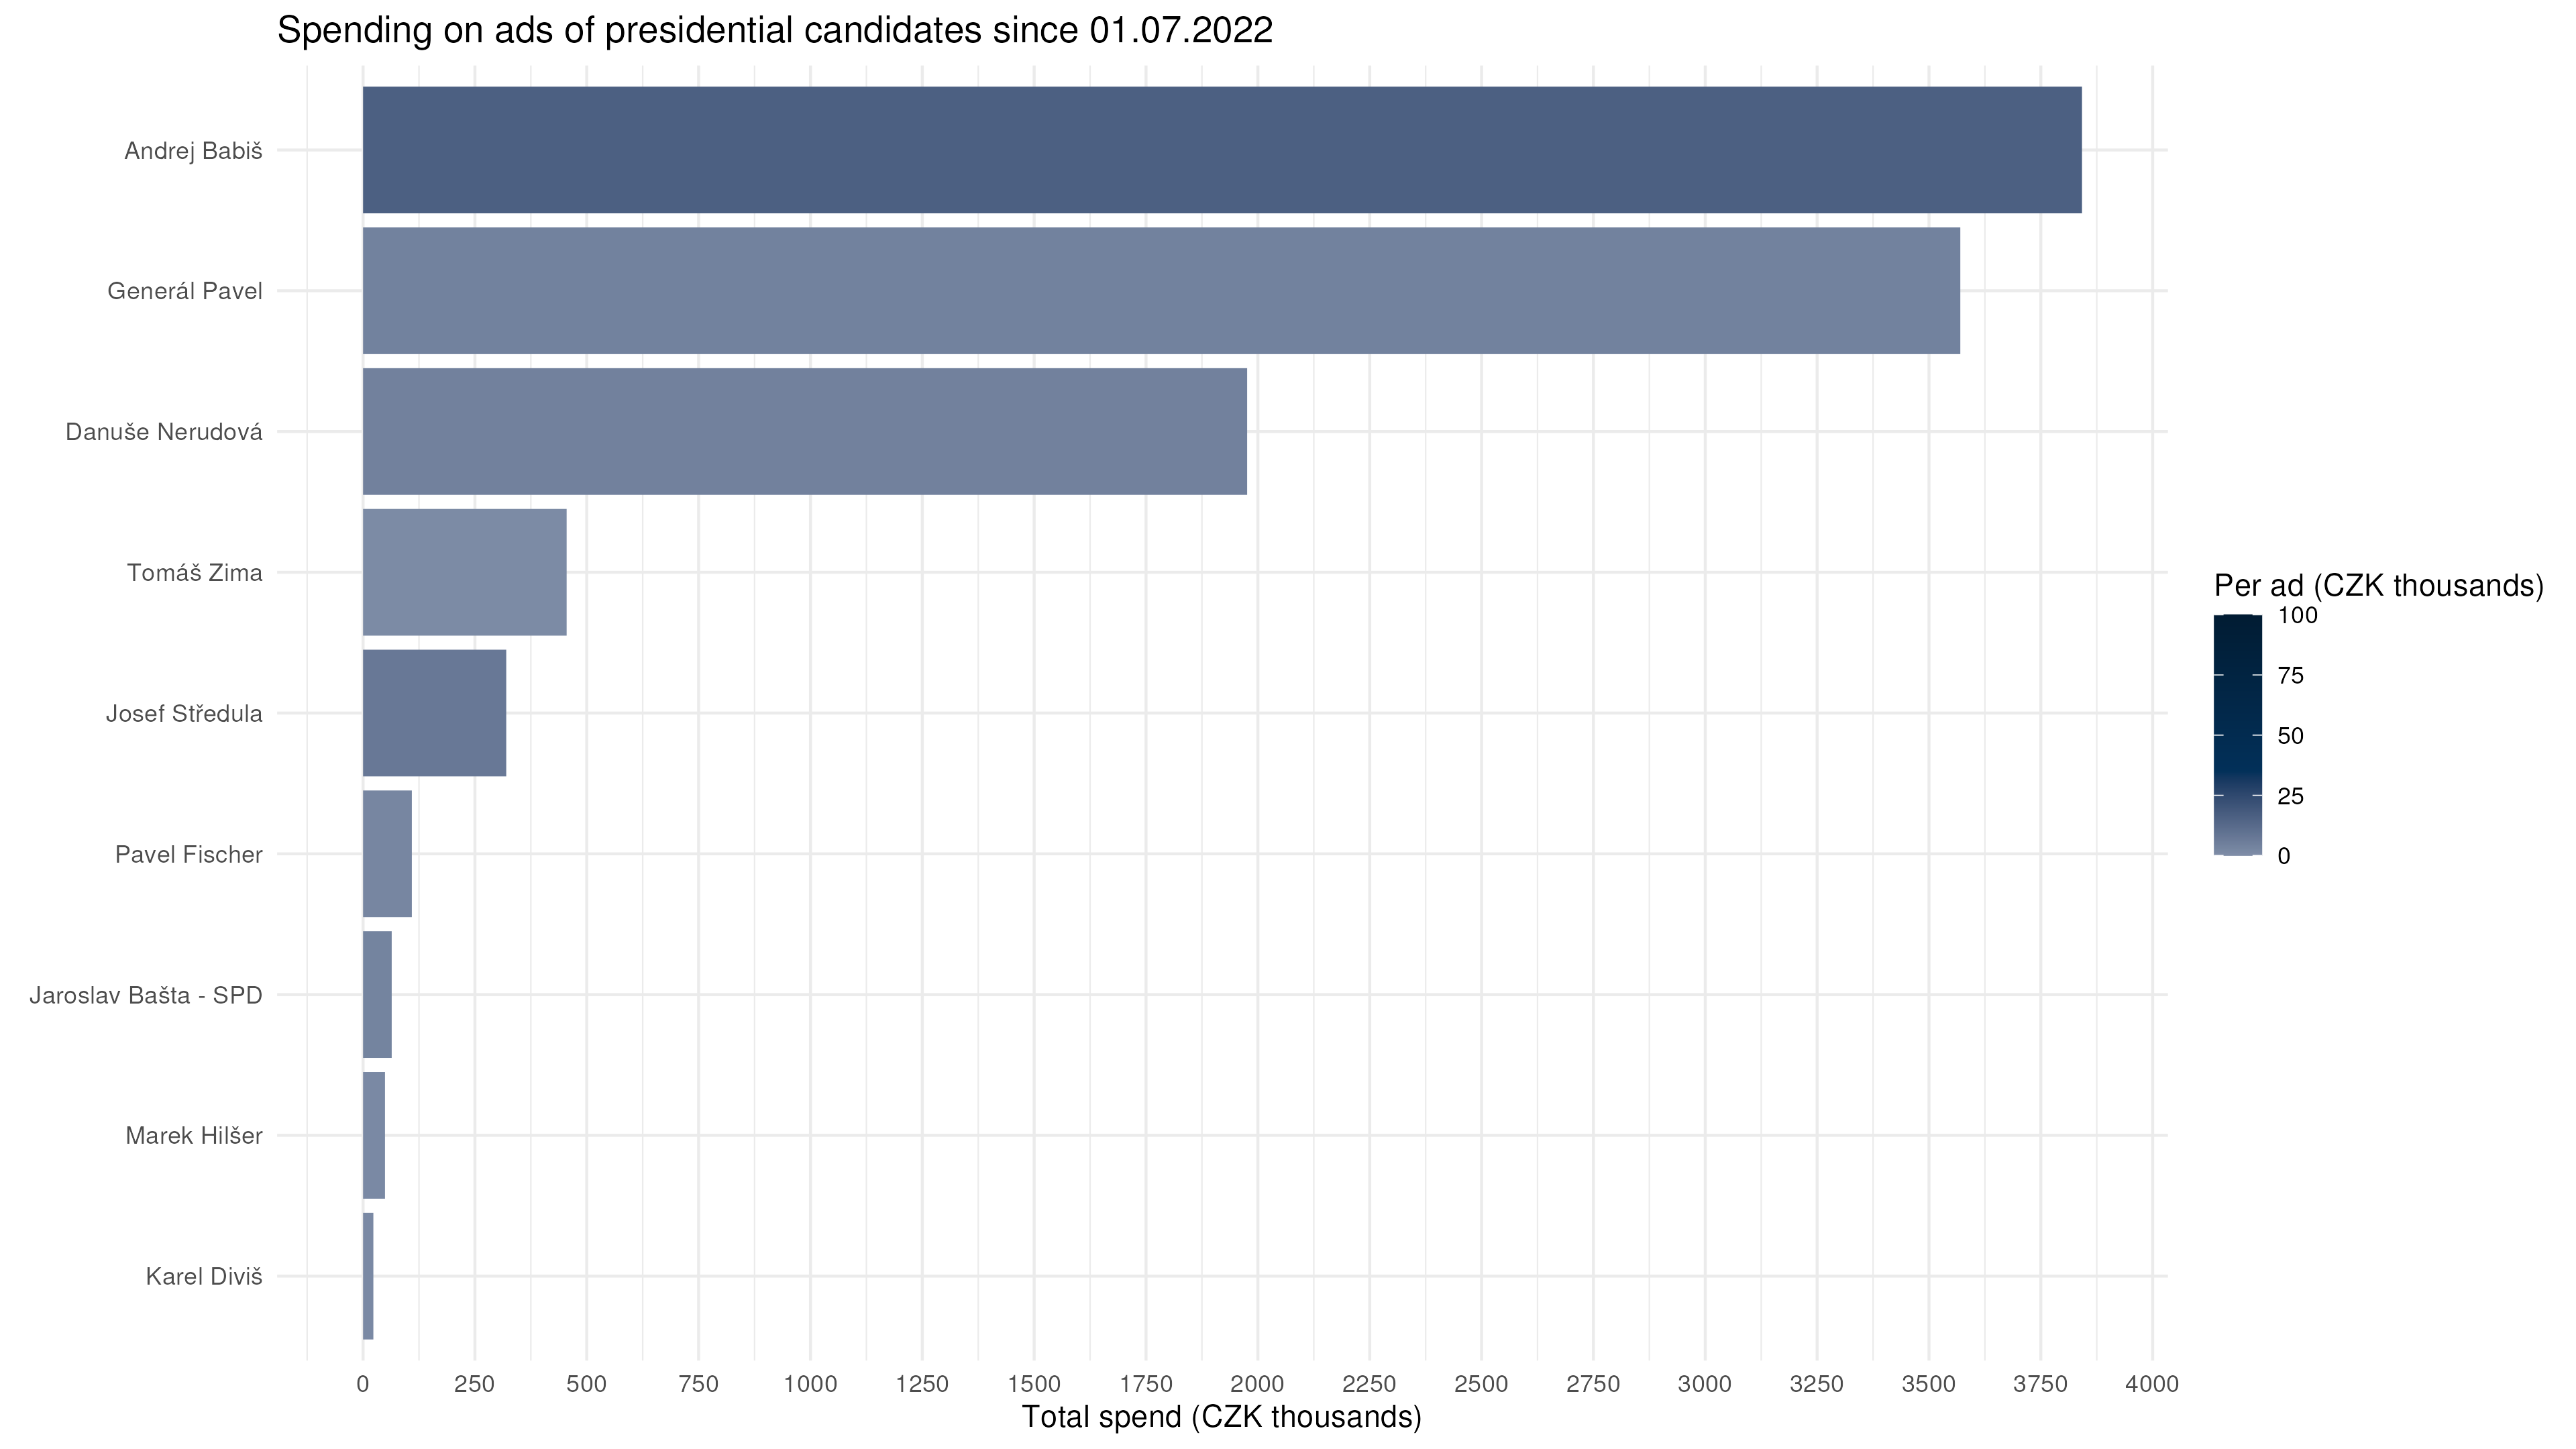 Spending on ads of presidential candidates since 01.07.2022
Andrej Babiš
Generál Pavel
Danuše Nerudová
Tomáš Zima
Josef Středula
Pavel Fischer
Jaroslav Bašta - SPD
Marek Hilšer
Karel Diviš
0 250 500 750 1000 1250 1500 1750 2000 2250 2500 2750 3000 3250 3500 3750 4000
Total spend (CZK thousands)
Per ad (CZK thousands)
100
75
50
25
0